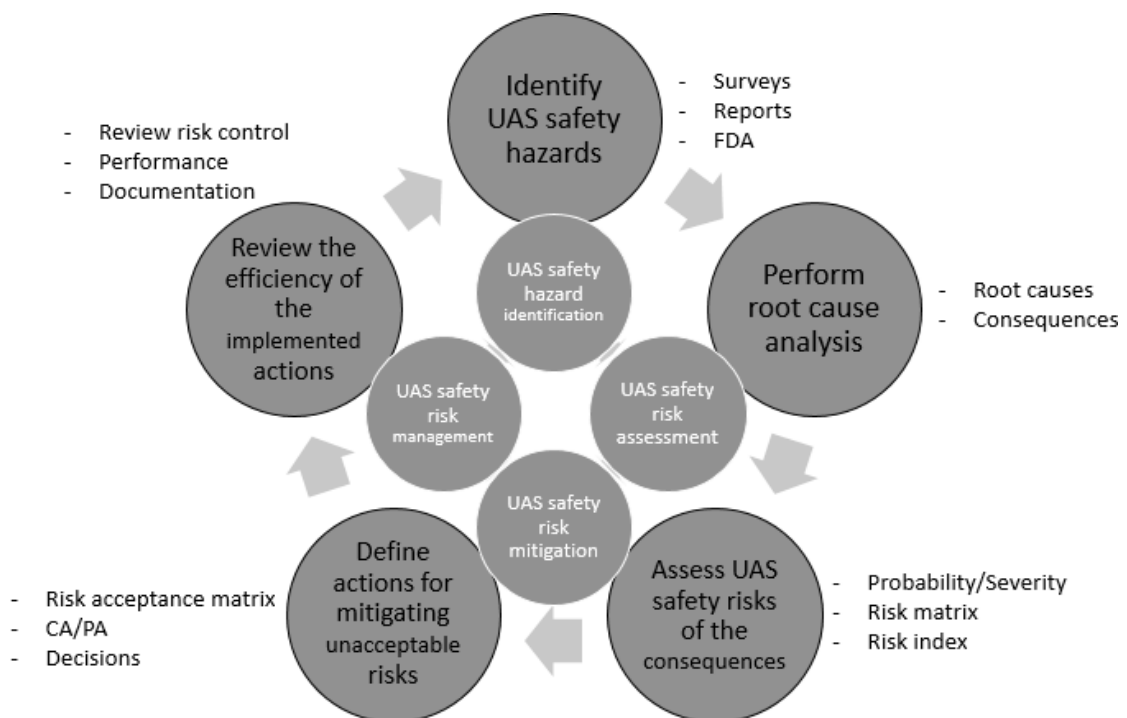 Identify
UAS safety
hazards
- Surveys
- Reports
- FDA
- Review risk control
- Performance
- Documentation
Review the
efficiency of
the
implemented
actions
UAS safety
hazard
identification
Perform
root cause
analysis
- Root causes
- Consequences
UAS safety
risk
management
UAS safety
risk
assessment
UAS safety
risk
mitigation
Define
actions for
mitigating
unacceptable
risks
- Risk acceptance matrix
- CA/PA
- Decisions
Assess UAS
safety risks
of the
consequences
- Probability/Severity
- Risk matrix
- Risk index